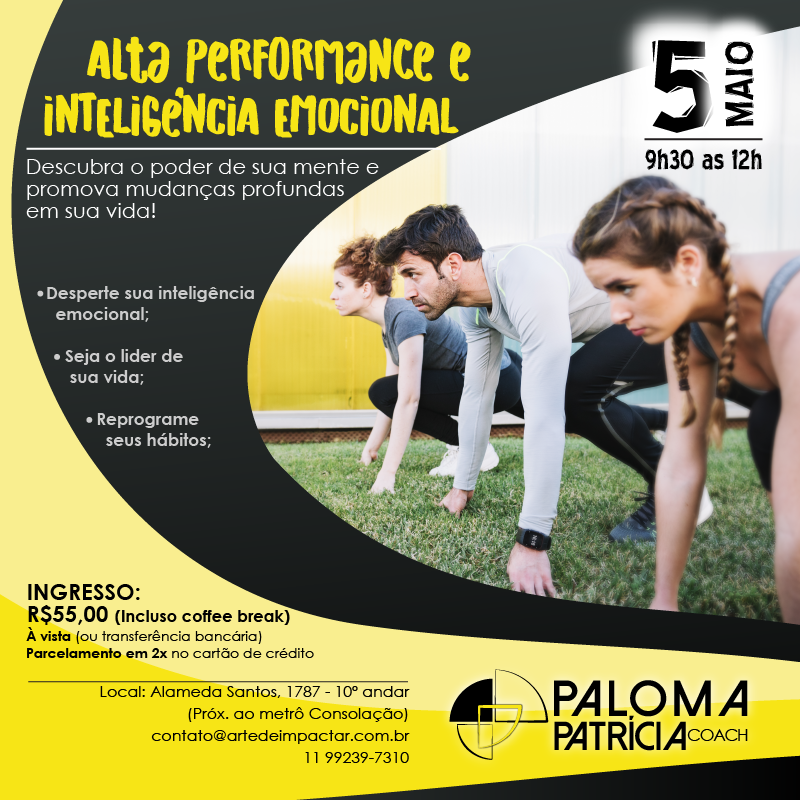 ALTA PERFORMANCE E
INTELIGÊNCIA EMOCIONAL
Descubra o poder de sua mente e
promova mudanças profundas
em sua vida!
5
MAIO
9h30 as 12h
•Desperte sua inteligência
emocional;
• Seja o lider de
sua vida;
• Reprograme
seus hábitos;
INGRESSO:
R$55,00 (Incluso coffee break)
À vista (ou transferência bancária)
Parcelamento em 2x no cartão de crédito
Local: Alameda Santos, 1787 - 10º andar
(Próx. ao metrô Consolação)
contato@artedeimpactar.com.br
11 99239-7310
PALOMA
PATRÍCIA COACH